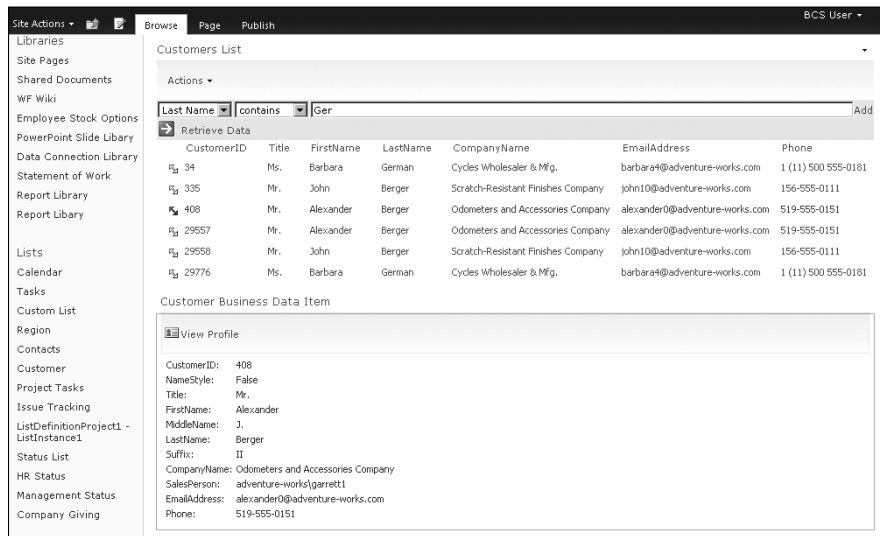 Site Actions Browse Page Publish BCS User
Libraries
Site Pages
Shared Documents
WF Wiki
Employee Stock Options
PowerPoint Slide Libary
Data Connection Library
Statement of Work
Report Library
Report Libary
Lists
Calendar
Tasks
Custom List
Region
Contacts
Customer
Project Tasks
Issue Tracking
ListDefinitionProject1 -
ListInstance1
Status List
HR Status
Management Status
Company Giving
Customers List
Actions
Last Name contains Ger Add
Retrieve Data
CustomerID Title FirstName LastName CompanyName EmailAddress Phone
34 Ms. Barbara German Cycles Wholesaler & Mfg. barbara4@adventure-works.com 1 (11) 500 555-0181
335 Mr. John Berger Scratch-Resistant Finishes Company john10@adventure-works.com 156-555-0111
408 Mr. Alexander Berger Odometers and Accessories Company alexander0@adventure-works.com 519-555-0151
29557 Mr. Alexander Berger Odometers and Accessories Company alexander0@adventure-works.com 519-555-0151
29558 Mr. John Berger Scratch-Resistant Finishes Company john10@adventure-works.com 156-555-0111
29776 Ms. Barbara German Cycles Wholesaler & Mfg. barbara4@adventure-works.com 1 (11) 500 555-0181
Customer Business Data Item
View Profile
CustomerID: 408
NameStyle: False
Title: Mr.
FirstName: Alexander
MiddleName: J.
LastName: Berger
Suffix: II
CompanyName: Odometers and Accessories Company
SalesPerson: adventure-works\garrett1
EmailAddress: alexander0@adventure-works.com
Phone: 519-555-0151